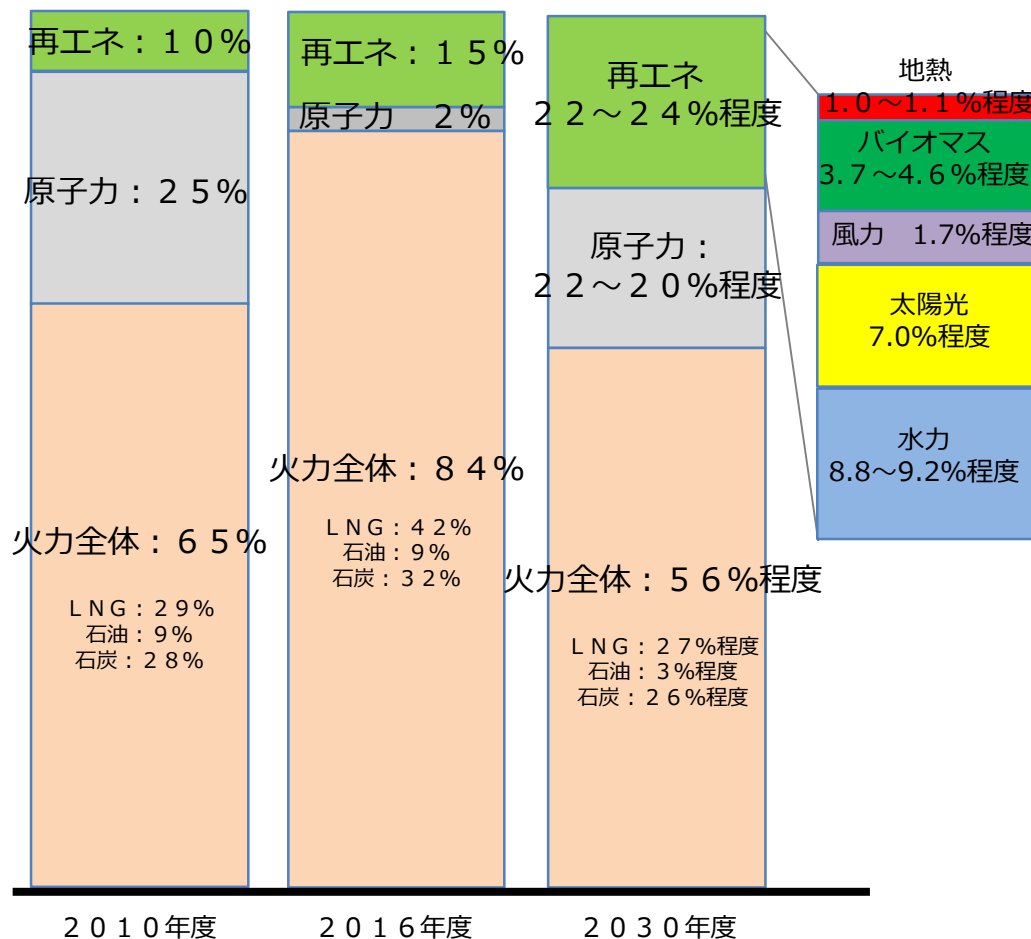 再エネ：１０%
原子力：２５%
火力全体：６５%
ＬＮＧ：２９%
石油：９%
石炭：２８%
２０１０年度
再エネ：１５%
原子力　２%
火力全体：８４%
ＬＮＧ：４２%
石油：９%
石炭：３２%
２０１６年度
再エネ
２２～２４%程度
原子力：
２２～２０%程度
火力全体：５６%程度
ＬＮＧ：２７%程度
石油：３%程度
石炭：２６%程度
２０３０年度
地熱
1.0～1.1%程度
バイオマス
3.7～4.6%程度
風力　1.7%程度
太陽光
7.0%程度
水力
8.8～9.2%程度